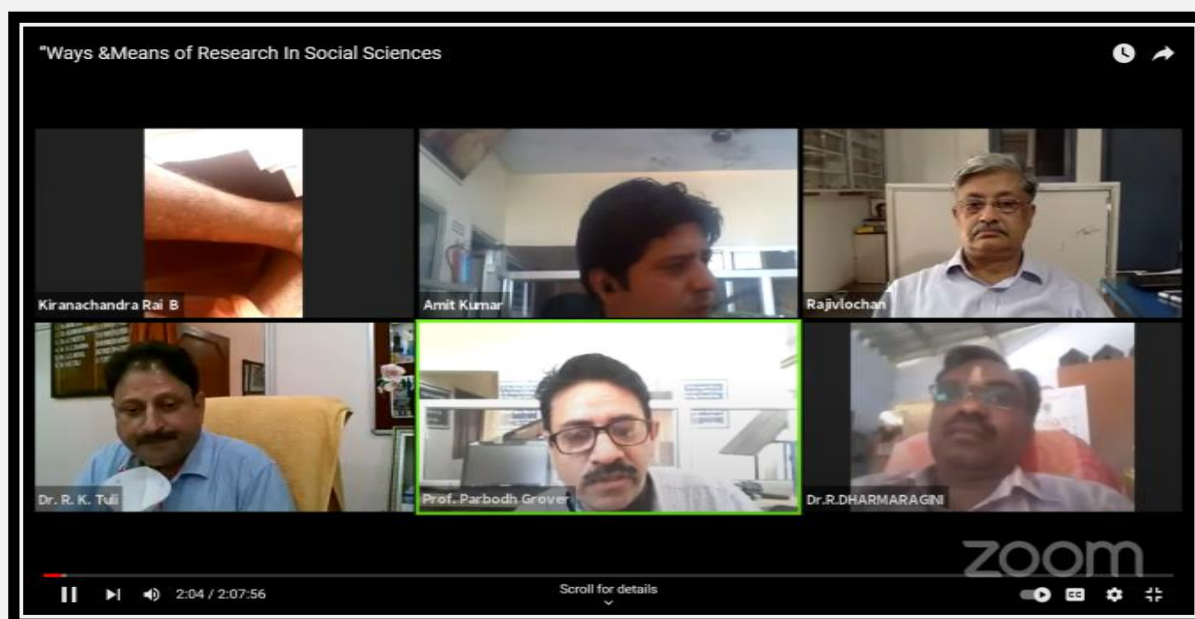 "Ways &Means of Research In Social Sciences
Kiranachandra Rai B
Amit Kumar
Rajivlochan
Dr. R. K. Tuli
Prof. Parbodh Grover
Dr.R.DHARMARAGINI
zoom
2:04 / 2:07:56
Scroll for details
CC